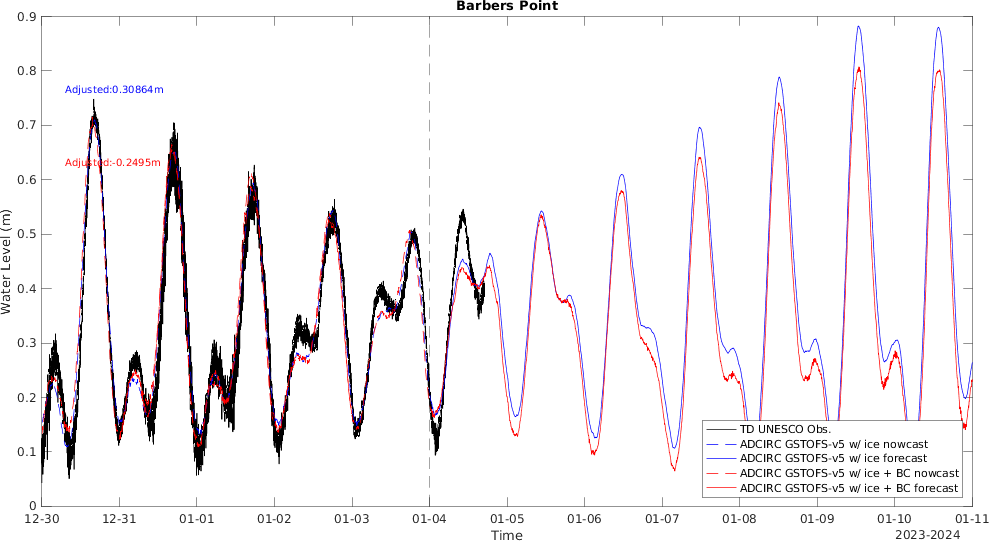 Barbers Point
0.9
0.8
0.7
0.6
0.5
0.4
0.3
0.2
0.1
0
Water Level (m)
Adjusted:0.30864m
Adjusted:-0.2495m
TD UNESCO Obs.
ADCIRC GSTOFS-v5 w/ ice nowcast
ADCIRC GSTOFS-v5 w/ ice forecast
ADCIRC GSTOFS-v5 w/ ice + BC nowcast
ADCIRC GSTOFS-v5 w/ ice + BC forecast
12-30 12-31 01-01 01-02 01-03 01-04 01-05 01-06 01-07 01-08 01-09 01-10 01-11
Time
2023-2024